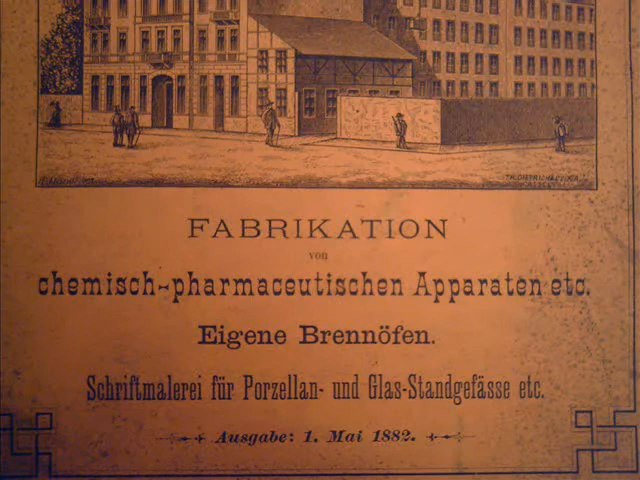 FABRIKATION
von
chemisch-pharmaceutischen Apparaten etc.
Eigene Brennöfen.
Schriftmalerei für Porzellan- und Glas-Standgefässe etc.
Ausgabe: 1. Mai 1882.